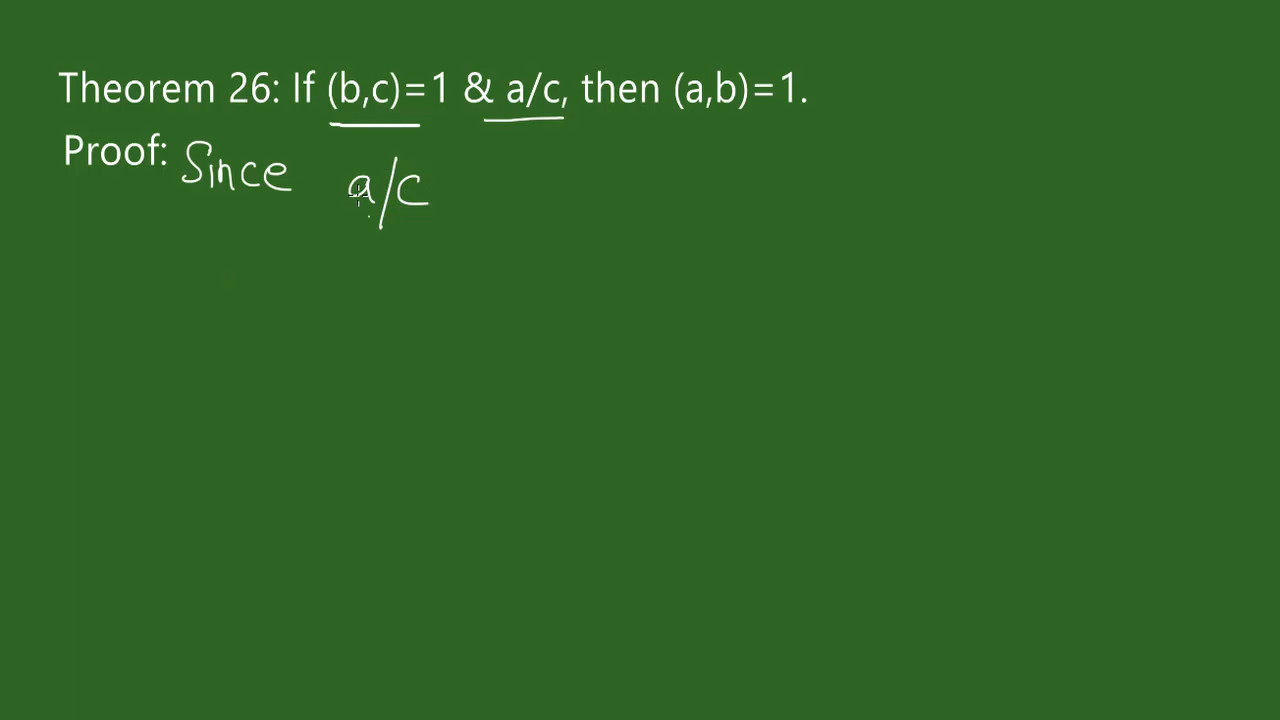 Theorem 26: If (b,c)=1 & a/c, then (a,b)=1.
Proof: Since a/c